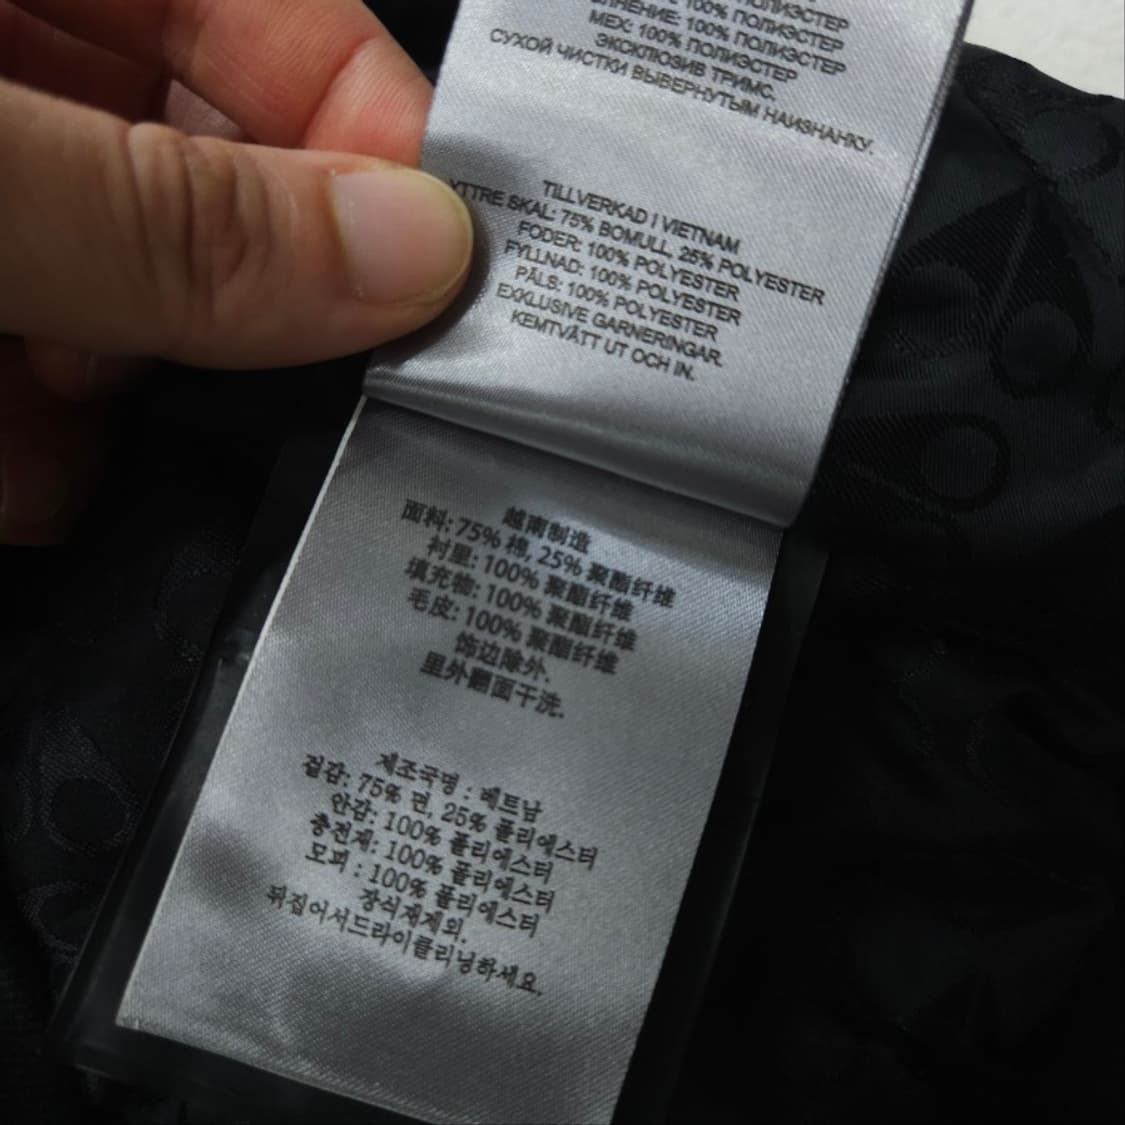 100% ПОЛИЭСТЕР
100% ПОЛИЭСТЕР
МЕХ: 100% ПОЛИЭСТЕР
ЭКСКЛЮЗИВ ТРИМС.
СУХОЙ ЧИСТКИ ВЫВЕРНУТЫМ НАИЗНАНКУ.
TILLVERKAD I VIETNAM
YTTRE SKAL: 75% BOMULL, 25% POLYESTER
FODER: 100% POLYESTER
FYLLNAD: 100% POLYESTER
PÄLS: 100% POLYESTER
EXKLUSIVE GARNERINGAR.
KEMTVÄTT UT OCH IN.
越南制造
面料: 75% 棉, 25% 聚酯纤维
衬里: 100% 聚酯纤维
填充物: 100% 聚酯纤维
毛皮: 100% 聚酯纤维
饰边除外.
里外翻面干洗.
제조국명 : 베트남
겉감: 75% 면, 25% 폴리에스터
안감: 100% 폴리에스터
충전재: 100% 폴리에스터
모피 : 100% 폴리에스터
장식재제외.
뒤집어서드라이클리닝하세요.